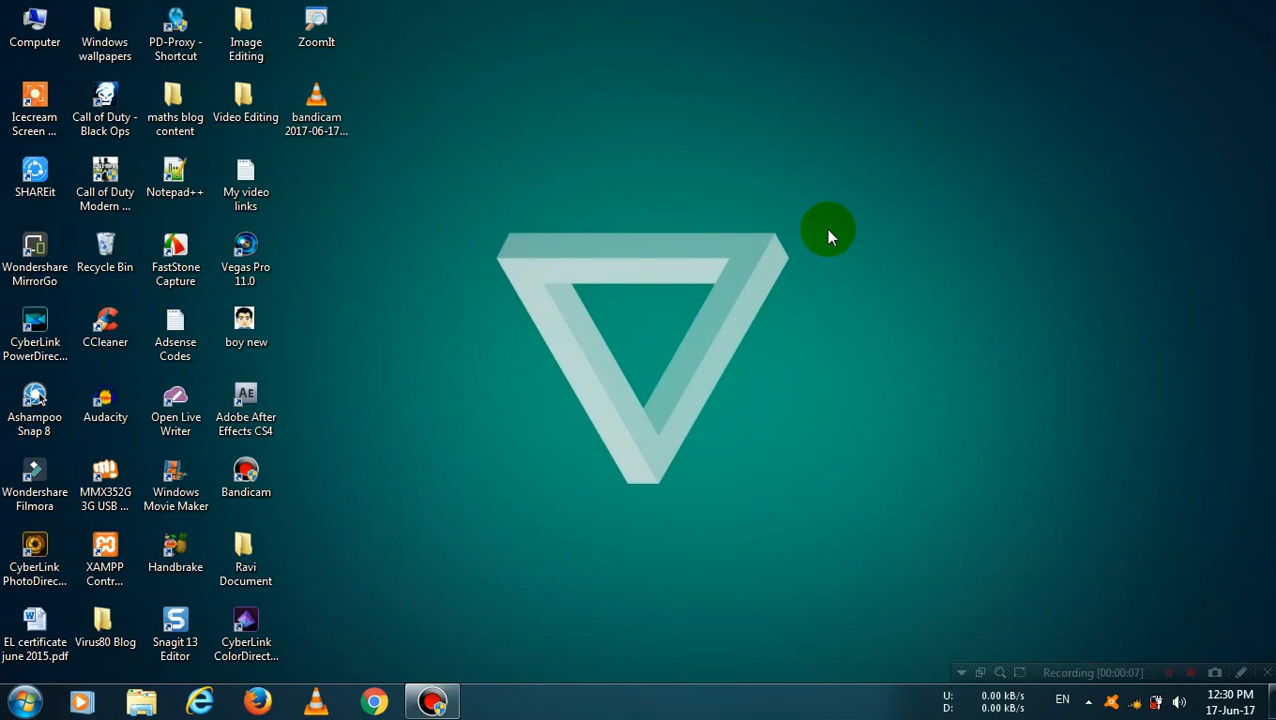 Computer
Windows
wallpapers
PD-Proxy -
Shortcut
Image
Editing
ZoomIt
Icecream
Screen ...
Call of Duty -
Black Ops
maths blog
content
Video Editing
bandicam
2017-06-17...
SHAREit
Call of Duty
Modern ...
Notepad++
My video
links
Wondershare
MirrorGo
Recycle Bin
FastStone
Capture
Vegas Pro
11.0
CyberLink
PowerDirec...
CCleaner
Adsense
Codes
boy new
Ashampoo
Snap 8
Audacity
Open Live
Writer
Ae
Adobe After
Effects CS4
Wondershare
Filmora
MMX352G
3G USB ...
Windows
Movie Maker
Bandicam
CyberLink
PhotoDirec...
XAMPP
Contr...
Handbrake
Ravi
Document
EL certificate
june 2015.pdf
Virus80 Blog
Snagit 13
Editor
CyberLink
ColorDirect...
Recording [00:00:07]
U: 0.00 kB/s
D: 0.00 kB/s
EN
12:30 PM
17-Jun-17